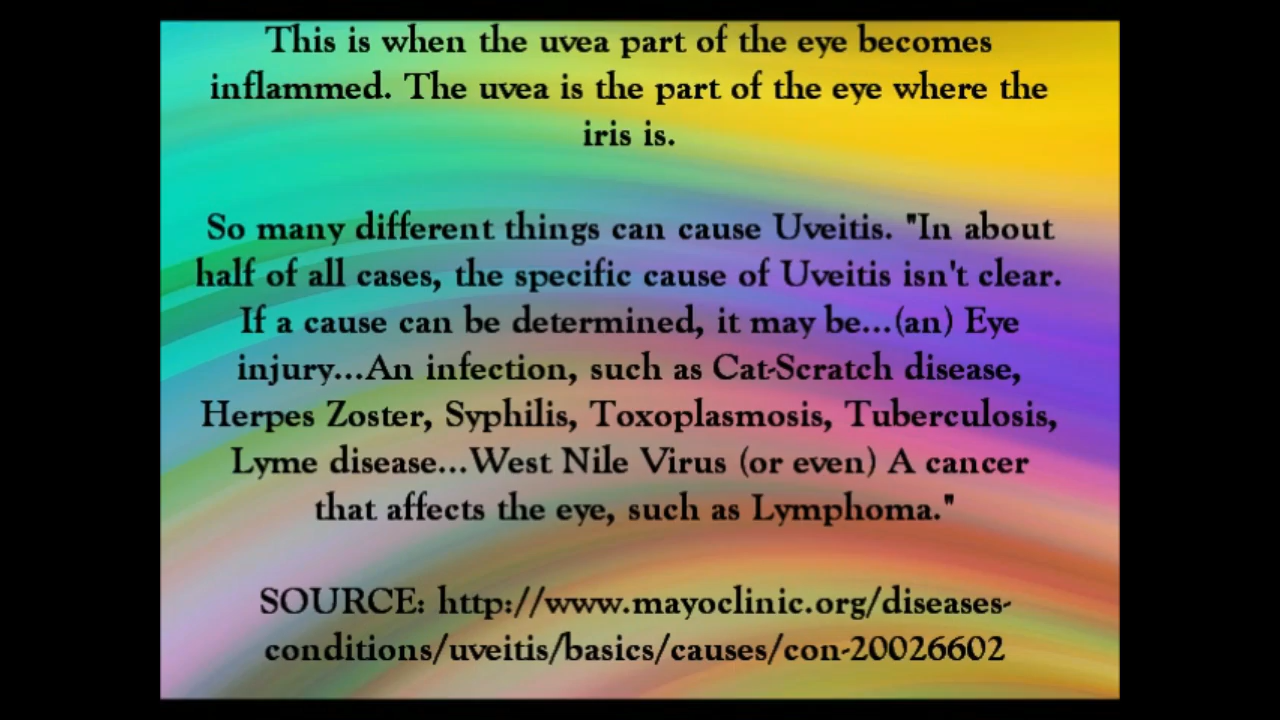 This is when the uvea part of the eye becomes
inflammed. The uvea is the part of the eye where the
iris is.
So many different things can cause Uveitis. "In about
half of all cases, the specific cause of Uveitis isn't clear.
If a cause can be determined, it may be...(an) Eye
injury...An infection, such as Cat-Scratch disease,
Herpes Zoster, Syphilis, Toxoplasmosis, Tuberculosis,
Lyme disease...West Nile Virus (or even) A cancer
that affects the eye, such as Lymphoma."
SOURCE: http://www.mayoclinic.org/diseases-
conditions/uveitis/basics/causes/con-20026602